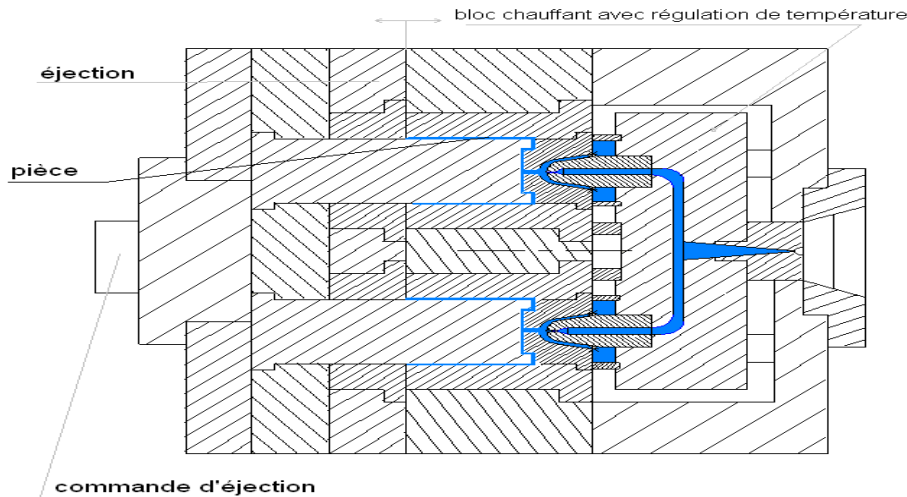 bloc chauffant avec régulation de température
éjection
pièce
commande d'éjection